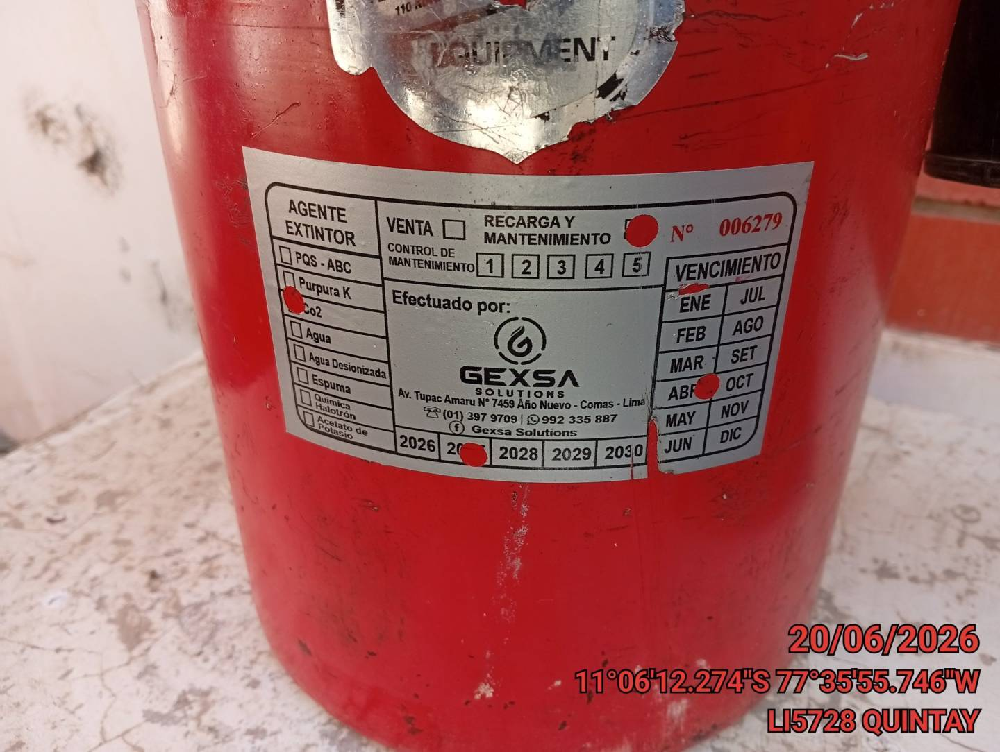 EQUIPMENT
AGENTE
EXTINTOR
PQS - ABC
Purpura K
Co2
Agua
Agua Desionizada
Espuma
Quimica
Halotrón
Acetato de
Potasio
VENTA
RECARGA Y
MANTENIMIENTO
Nº 006279
CONTROL DE
MANTENIMIENTO 1 2 3 4 5
Efectuado por:
GEXSA
SOLUTIONS
Av. Tupac Amaru Nº 7459 Año Nuevo - Comas - Lima
(01) 397 9709 | 992 335 887
Gexsa Solutions
2026 2028 2029 2030
VENCIMIENTO
ENE JUL
FEB AGO
MAR SET
ABR OCT
MAY NOV
JUN DIC
20/06/2026
11°06'12.274"S 77°35'55.746"W
LI5728 QUINTAY